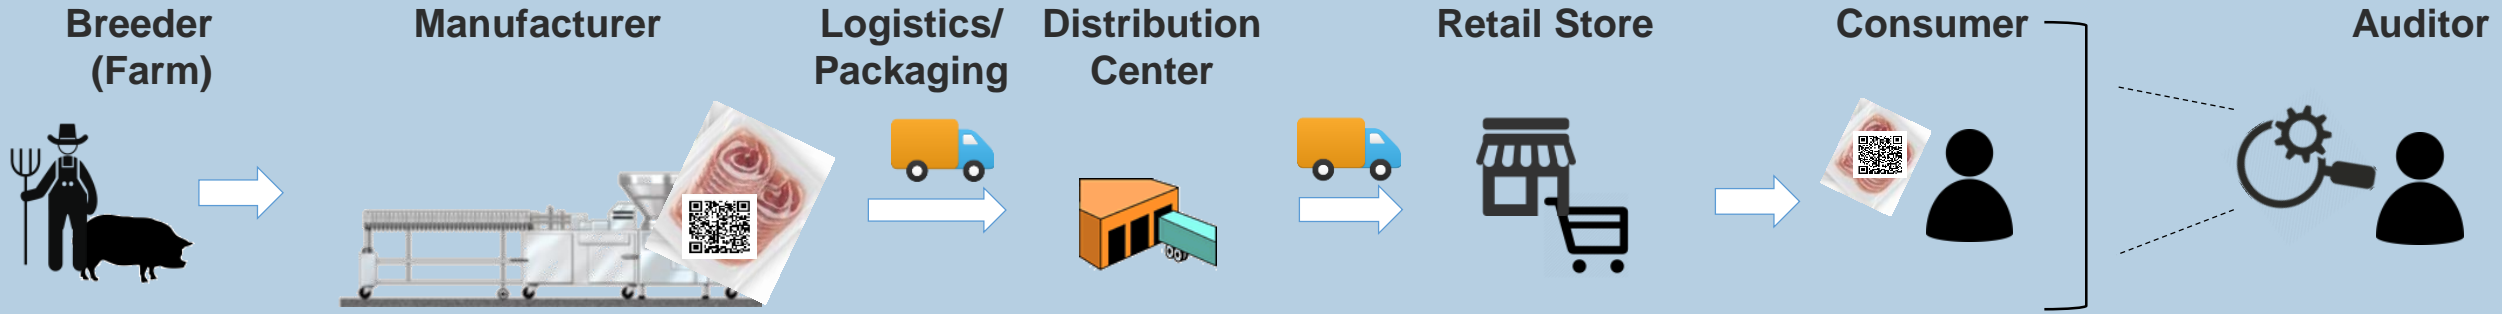 Breeder
(Farm)
Manufacturer
Logistics/
Packaging
Distribution
Center
Retail Store
Consumer
Auditor